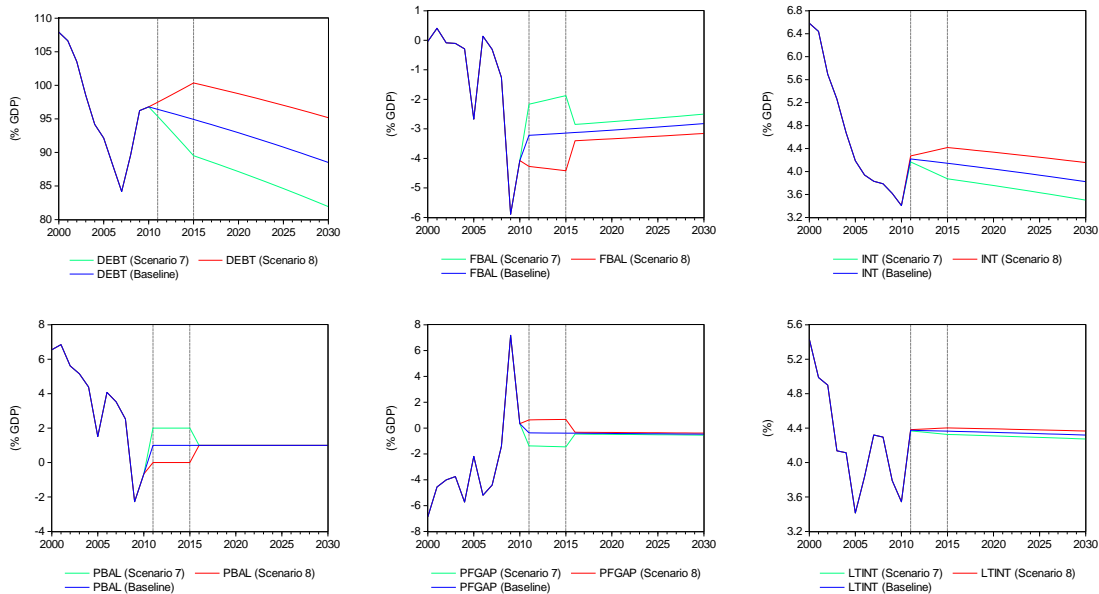 110
105
100
95
90
85
80
(% GDP)
2000 2005 2010 2015 2020 2025 2030
DEBT (Scenario 7) DEBT (Scenario 8)
DEBT (Baseline)
1
0
-1
-2
-3
-4
-5
-6
(% GDP)
2000 2005 2010 2015 2020 2025 2030
FBAL (Scenario 7) FBAL (Scenario 8)
FBAL (Baseline)
6.8
6.4
6.0
5.6
5.2
4.8
4.4
4.0
3.6
3.2
(% GDP)
2000 2005 2010 2015 2020 2025 2030
INT (Scenario 7) INT (Scenario 8)
INT (Baseline)
8
6
4
2
0
-2
-4
(% GDP)
2000 2005 2010 2015 2020 2025 2030
PBAL (Scenario 7) PBAL (Scenario 8)
PBAL (Baseline)
8
6
4
2
0
-2
-4
-6
-8
(% GDP)
2000 2005 2010 2015 2020 2025 2030
PFGAP (Scenario 7) PFGAP (Scenario 8)
PFGAP (Baseline)
5.6
5.2
4.8
4.4
4.0
3.6
3.2
(%)
2000 2005 2010 2015 2020 2025 2030
LTINT (Scenario 7) LTINT (Scenario 8)
LTINT (Baseline)